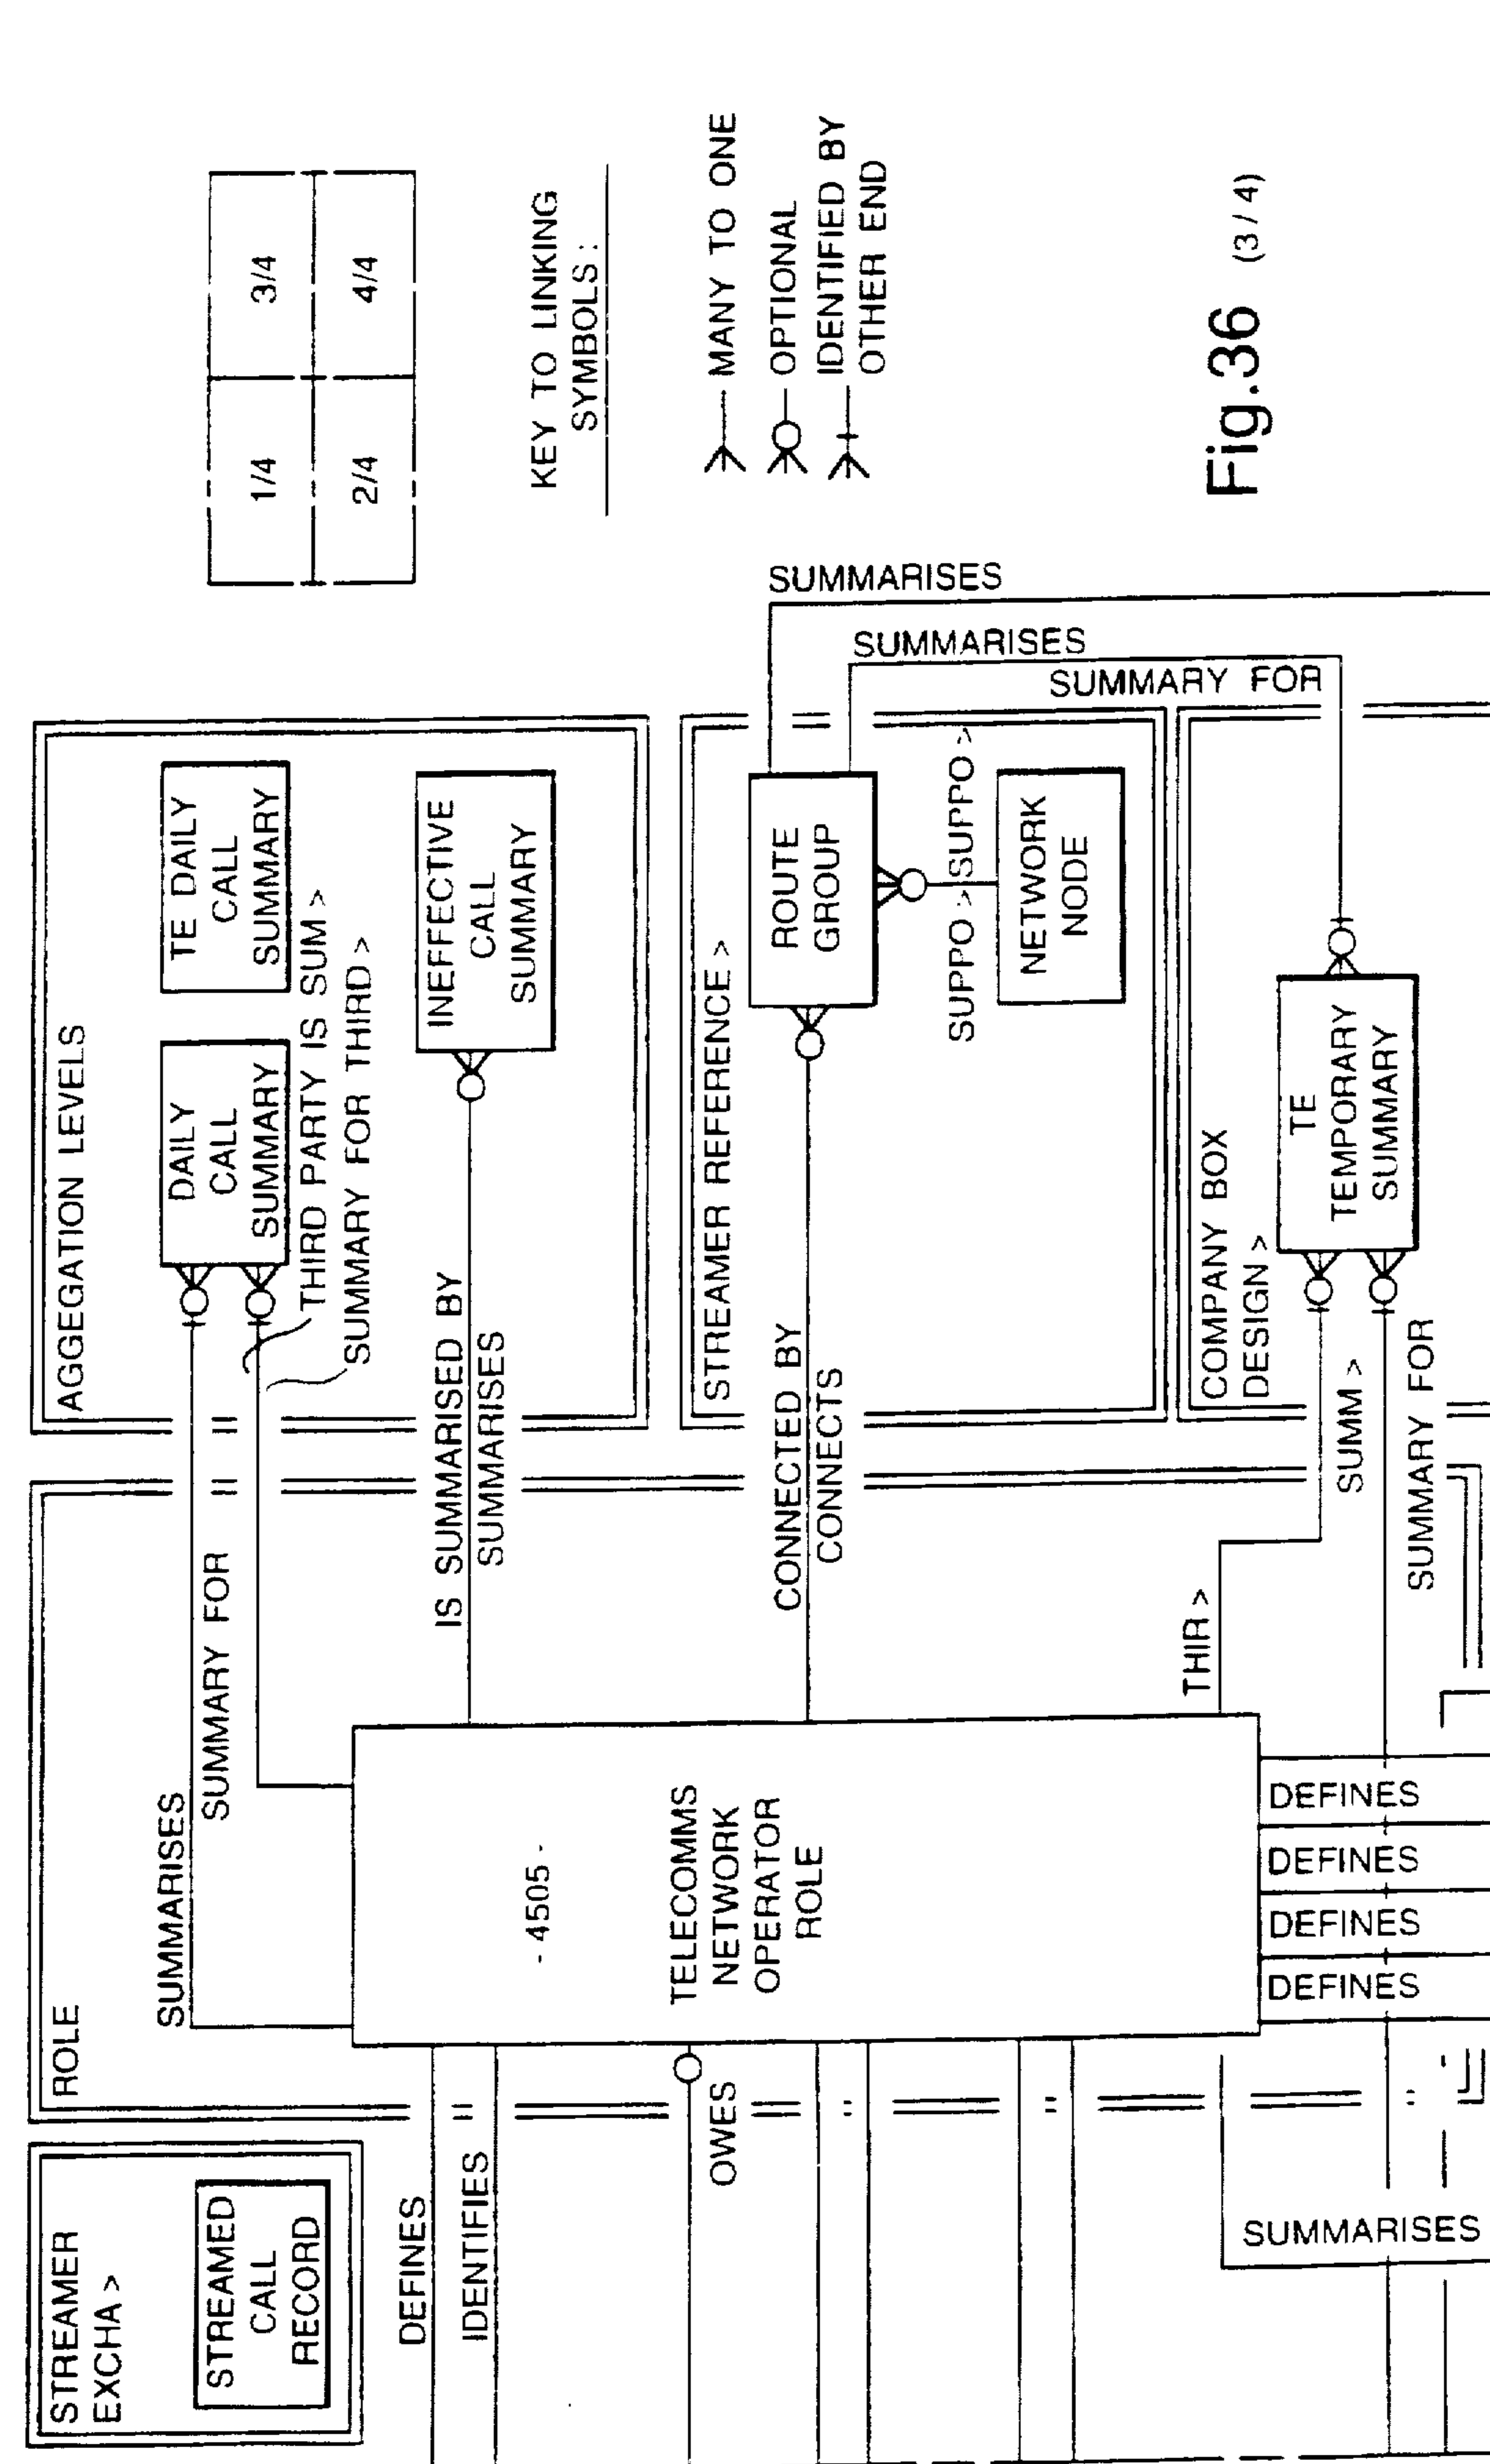 STREAMER
EXCHA >
STREAMED
CALL
RECORD
ROLE
SUMMARISES
SUMMARY FOR
AGGEGATION LEVELS
DAILY
CALL
SUMMARY
TE DAILY
CALL
SUMMARY
THIRD PARTY IS SUM >
SUMMARY FOR THIRD >
INEFFECTIVE
CALL
SUMMARY
IS SUMMARISED BY
SUMMARISES
DEFINES
IDENTIFIES
- 4505 -
TELECOMMS
NETWORK
OPERATOR
ROLE
OWES
STREAMER REFERENCE >
CONNECTED BY
CONNECTS
ROUTE
GROUP
SUPPO > SUPPO >
NETWORK
NODE
SUMMARISES
SUMMARISES
SUMMARY FOR
COMPANY BOX
DESIGN >
TE
TEMPORARY
SUMMARY
THIR >
SUMM >
SUMMARY FOR
DEFINES
DEFINES
DEFINES
DEFINES
SUMMARISES
1/4
3/4
2/4
4/4
KEY TO LINKING
SYMBOLS :
MANY TO ONE
OPTIONAL
IDENTIFIED BY
OTHER END
Fig.36 (3 / 4)